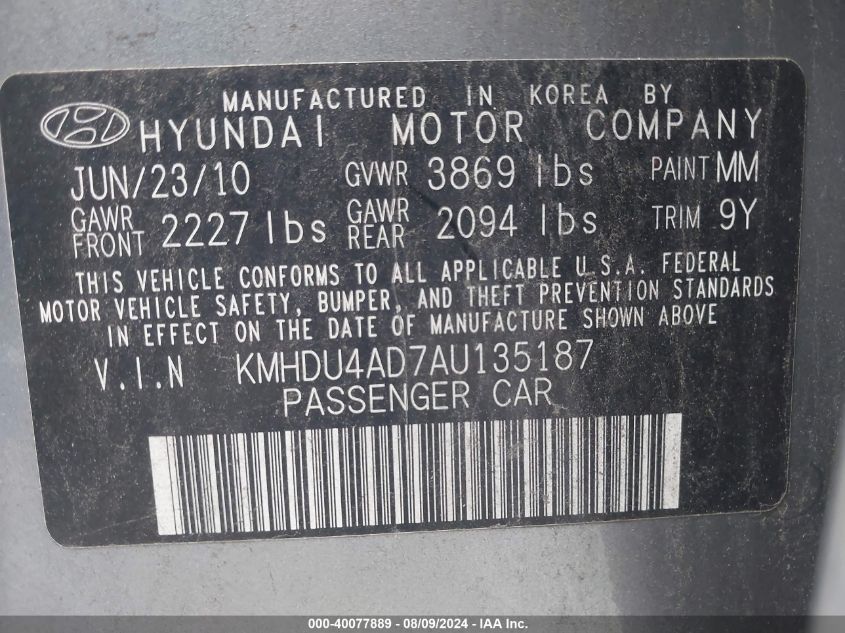 MANUFACTURED IN KOREA BY
HYUNDAI MOTOR COMPANY
JUN/23/10 GVWR 3869 lbs PAINT MM
GAWR FRONT 2227 lbs GAWR REAR 2094 lbs TRIM 9Y
THIS VEHICLE CONFORMS TO ALL APPLICABLE U.S.A. FEDERAL
MOTOR VEHICLE SAFETY, BUMPER, AND THEFT PREVENTION STANDARDS
IN EFFECT ON THE DATE OF MANUFACTURE SHOWN ABOVE
V.I.N KMHDU4AD7AU135187
PASSENGER CAR
000-40077889 - 08/09/2024 - IAA, Inc.